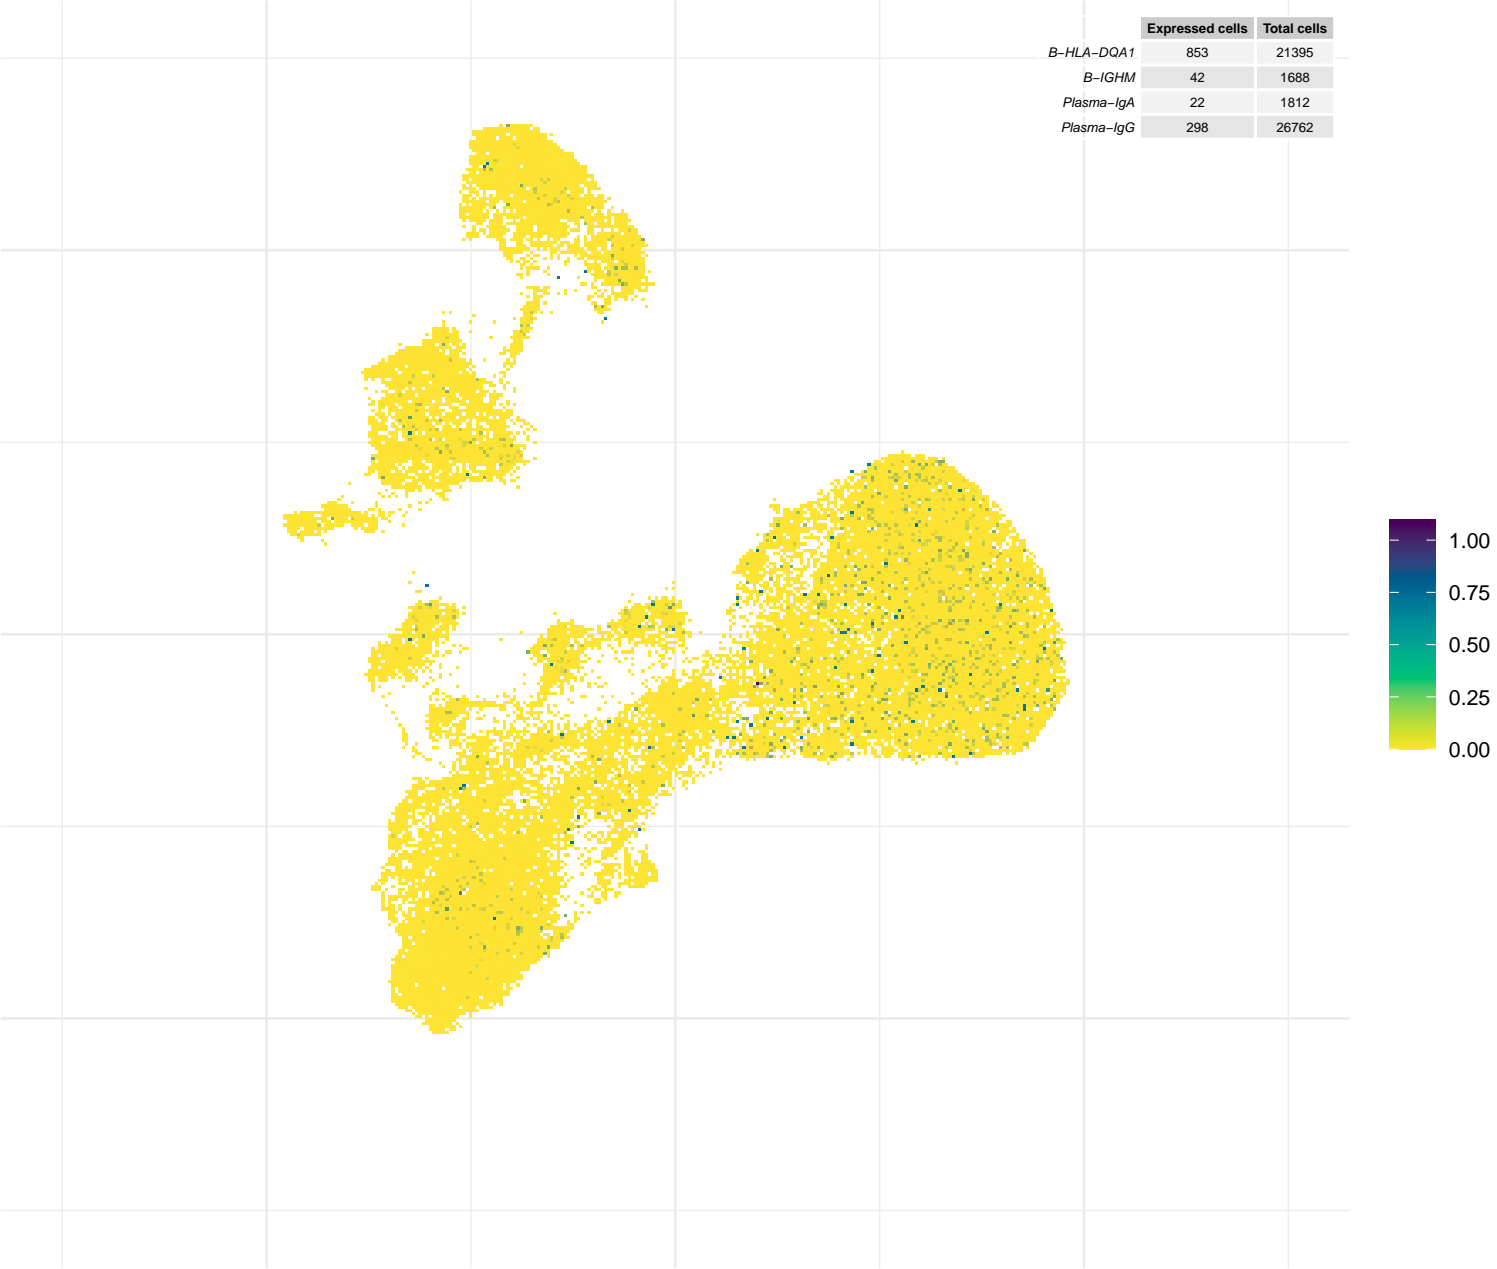 Expressed cells Total cells
B−HLA−DQA1 853 21395
B−IGHM 42 1688
Plasma−IgA 22 1812
Plasma−IgG 298 26762
1.00
0.75
0.50
0.25
0.00